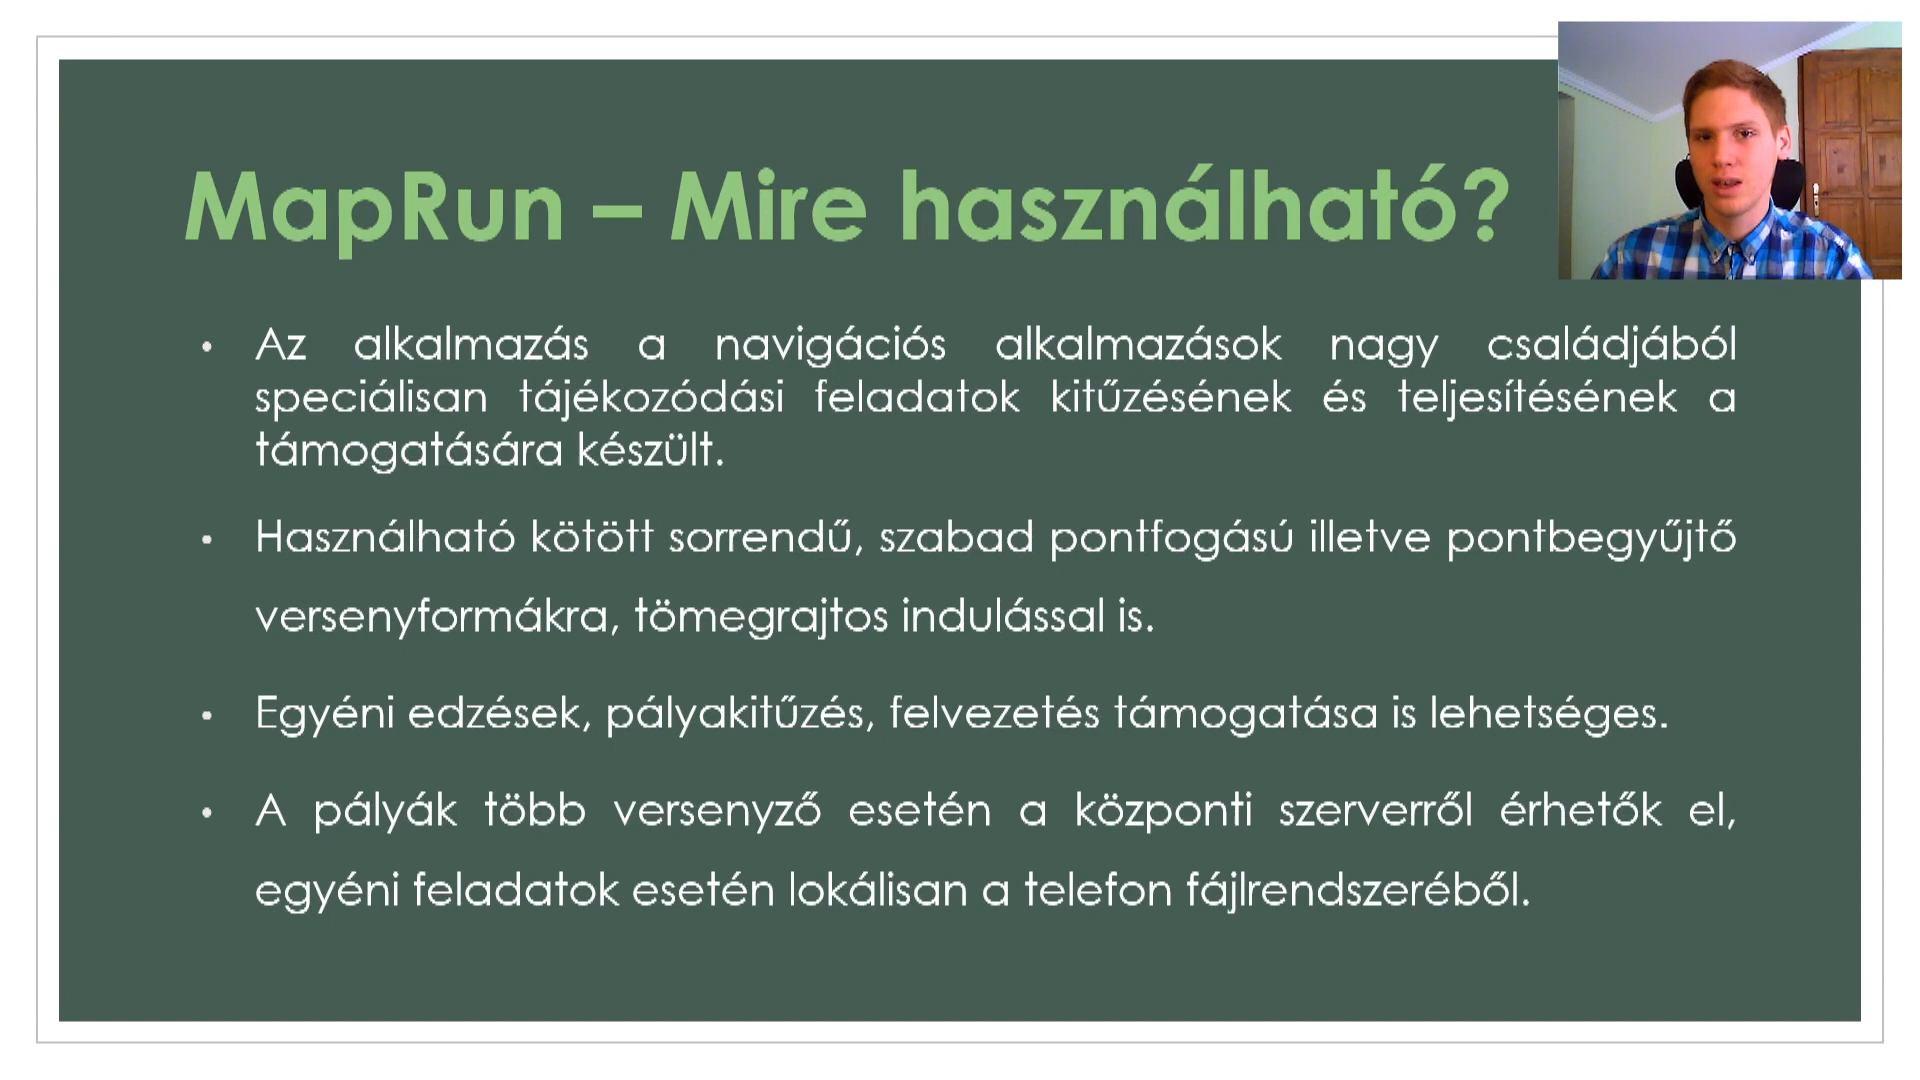 MapRun – Mire használható?
• Az alkalmazás a navigációs alkalmazások nagy családjából
speciálisan tájékozódási feladatok kitűzésének és teljesítésének a
támogatására készült.
• Használható kötött sorrendű, szabad pontfogású illetve pontbegyűjtő
versenyformákra, tömegrajtos indulással is.
• Egyéni edzések, pályakitűzés, felvezetés támogatása is lehetséges.
• A pályák több versenyző esetén a központi szerverről érhetők el,
egyéni feladatok esetén lokálisan a telefon fájlrendszeréből.